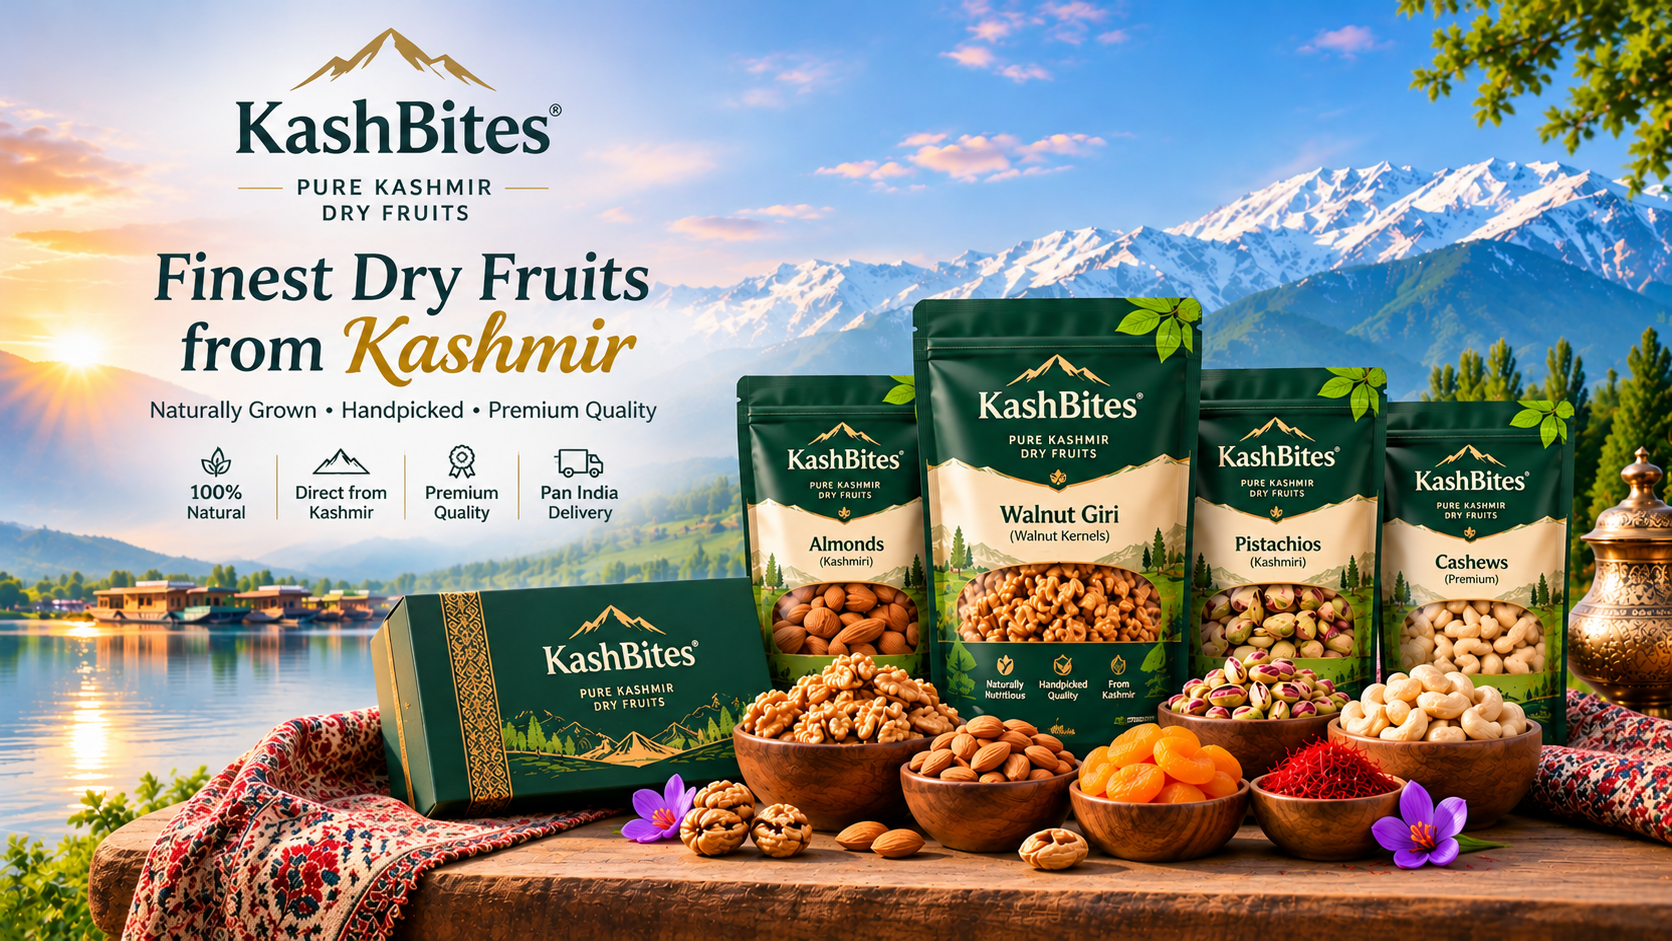 KashBites®
PURE KASHMIR
DRY FRUITS
Finest Dry Fruits
from Kashmir
Naturally Grown • Handpicked • Premium Quality
100%
Natural
Direct from
Kashmir
Premium
Quality
Pan India
Delivery
KashBites®
PURE KASHMIR
DRY FRUITS
KashBites®
PURE KASHMIR
DRY FRUITS
Almonds
(Kashmiri)
KashBites®
PURE KASHMIR
DRY FRUITS
Walnut Giri
(Walnut Kernels)
Naturally
Nutritious
Handpicked
Quality
From
Kashmir
KashBites®
PURE KASHMIR
DRY FRUITS
Pistachios
(Kashmiri)
KashBites®
PURE KASHMIR
DRY FRUITS
Cashews
(Premium)